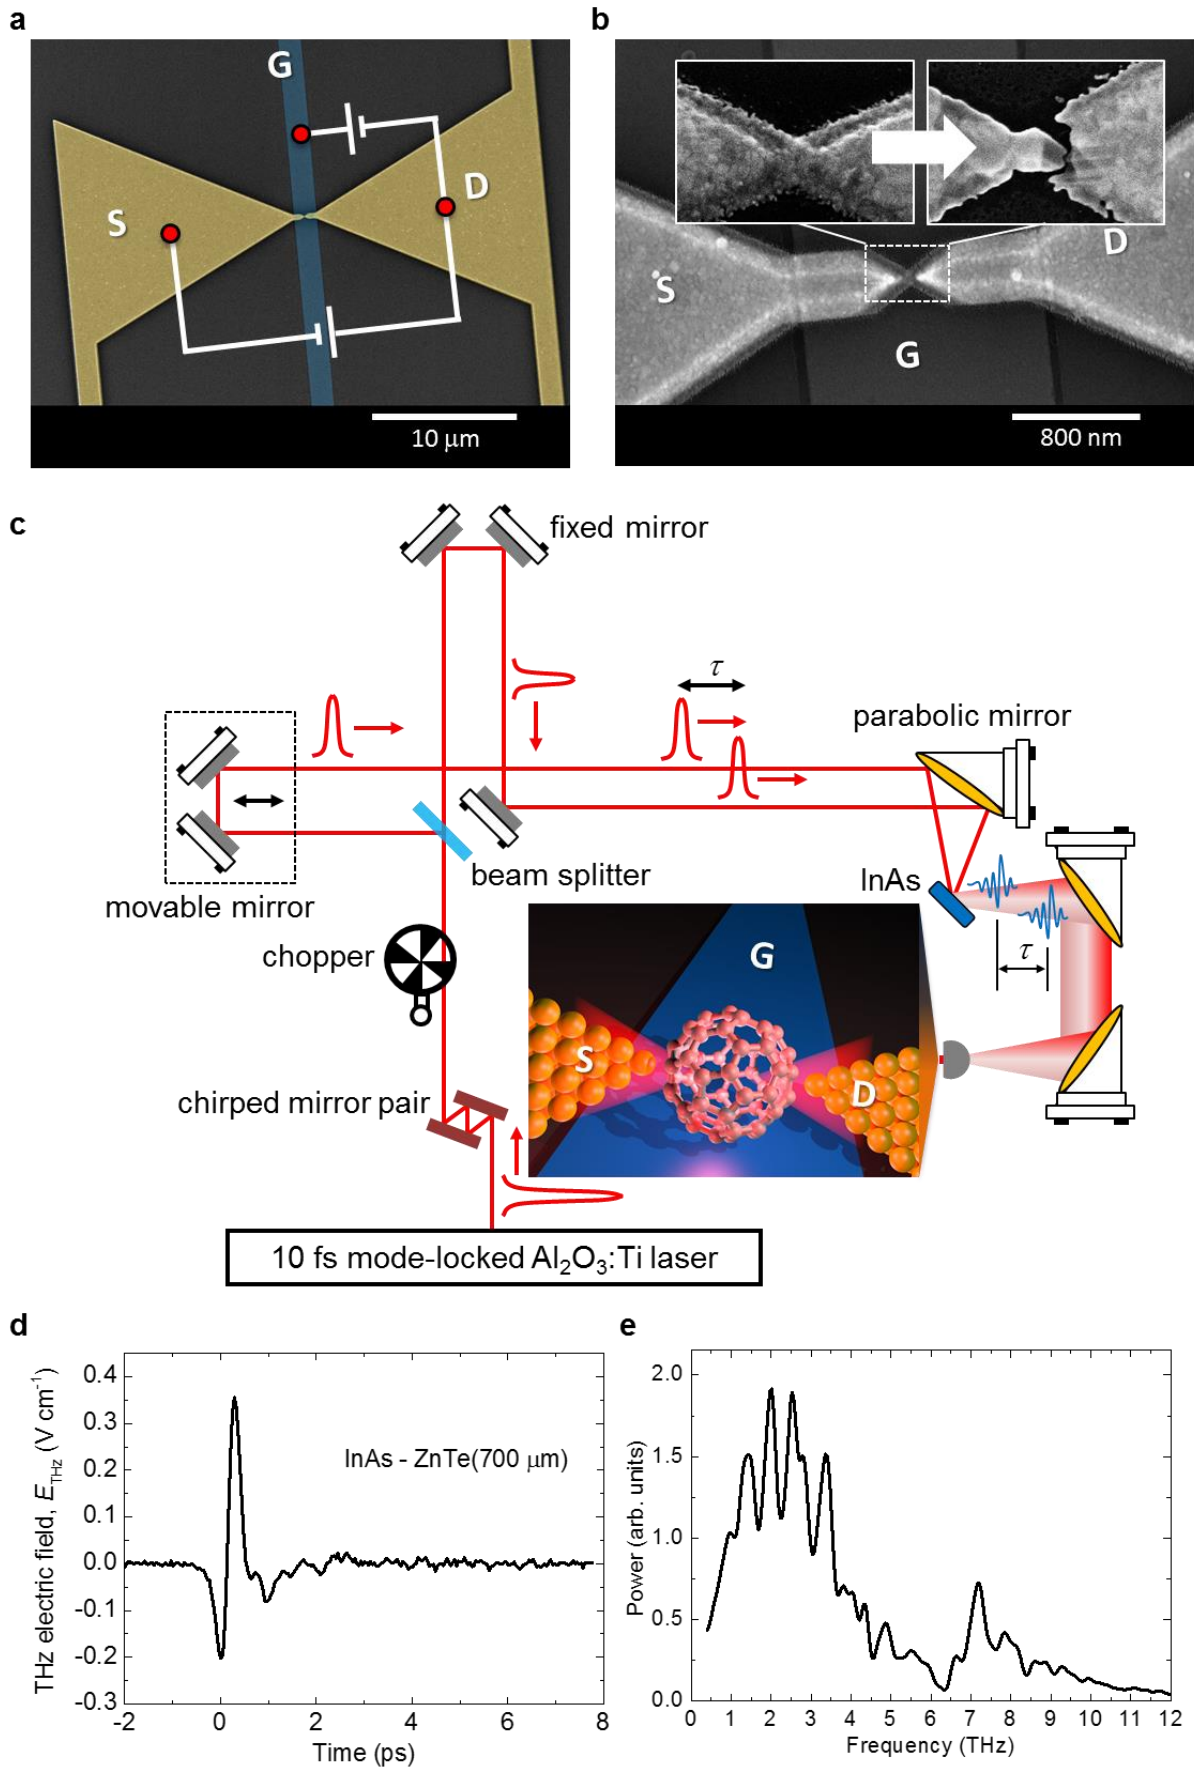 a
G
S
D
10 μm
b
S
D
G
800 nm
c
fixed mirror
τ
parabolic mirror
movable mirror
beam splitter
InAs
τ
chopper
G
S
D
chirped mirror pair
10 fs mode-locked Al₂O₃:Ti laser
d
THz electric field, E_THz (V cm⁻¹)
0.4
0.3
0.2
0.1
0.0
-0.1
-0.2
-0.3
InAs - ZnTe(700 μm)
-2 0 2 4 6 8
Time (ps)
e
Power (arb. units)
2.0
1.5
1.0
0.5
0.0
0 1 2 3 4 5 6 7 8 9 10 11 12
Frequency (THz)